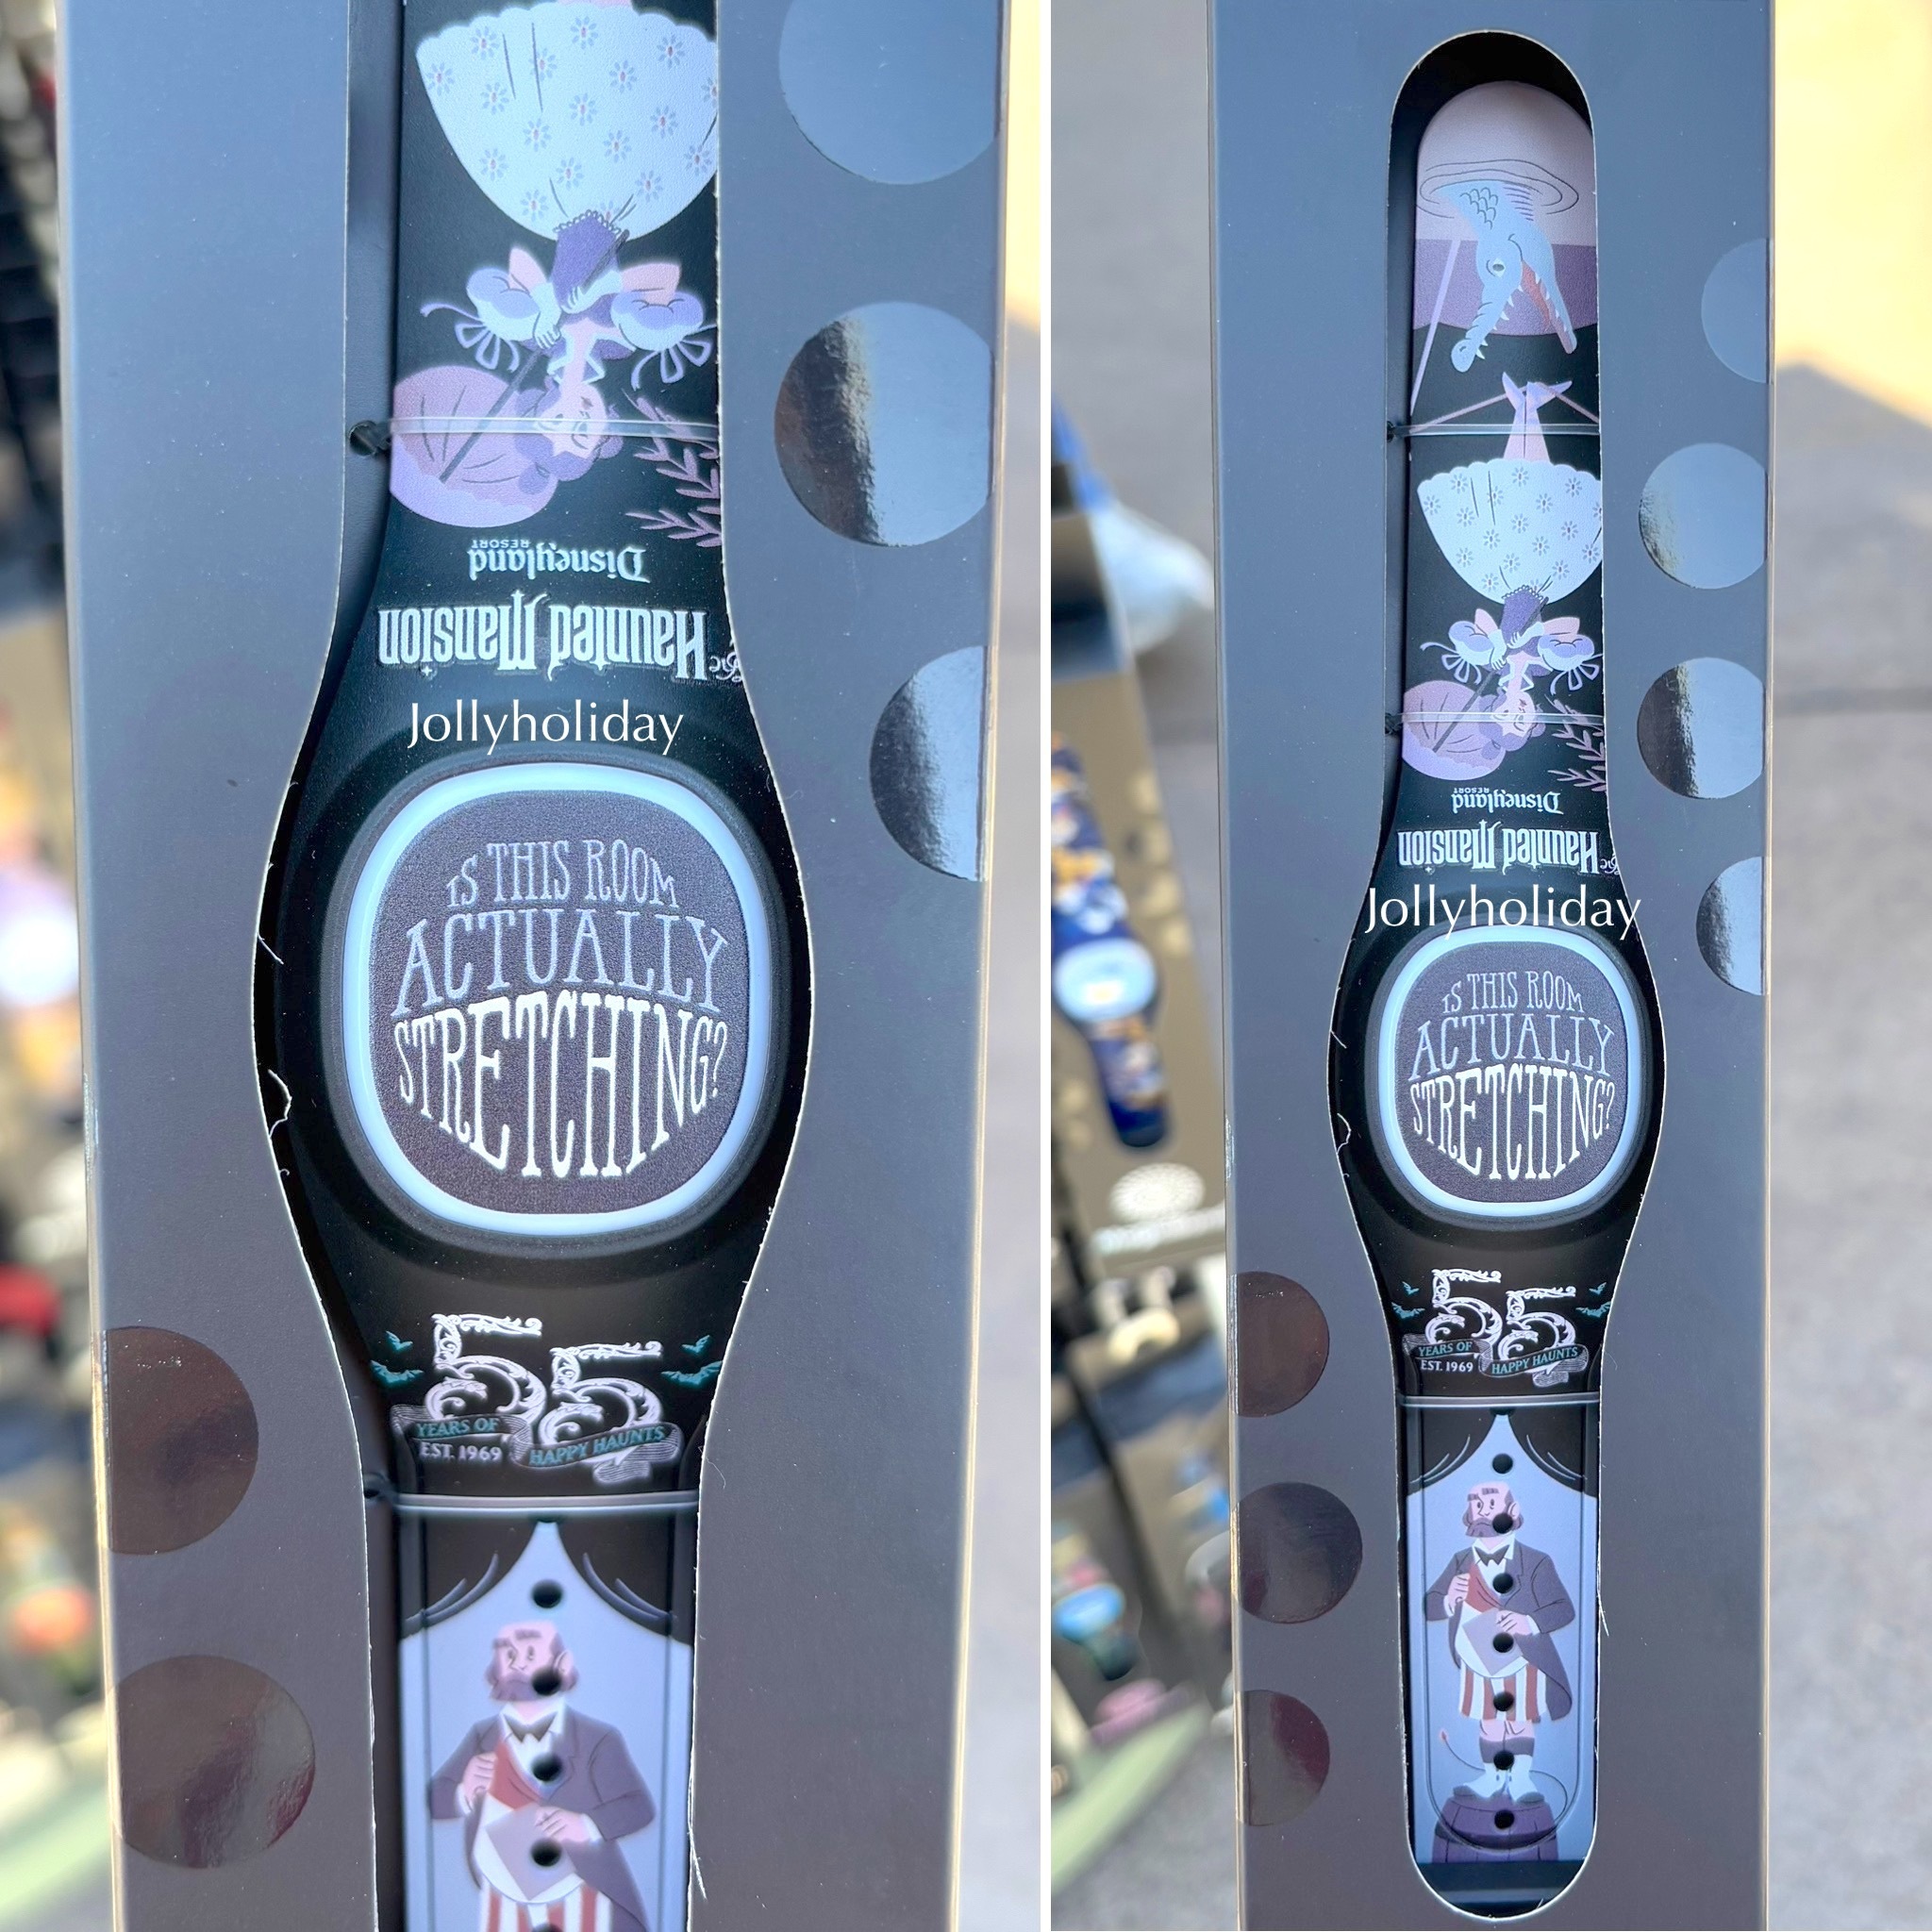 Disneyland
RESORT
The
Haunted Mansion
Jollyholiday
IS THIS ROOM
ACTUALLY
STRETCHING?
55
YEARS OF
EST. 1969
HAPPY HAUNTS
Disneyland
RESORT
The
Haunted Mansion
Jollyholiday
IS THIS ROOM
ACTUALLY
STRETCHING?
55
YEARS OF
EST. 1969
HAPPY HAUNTS